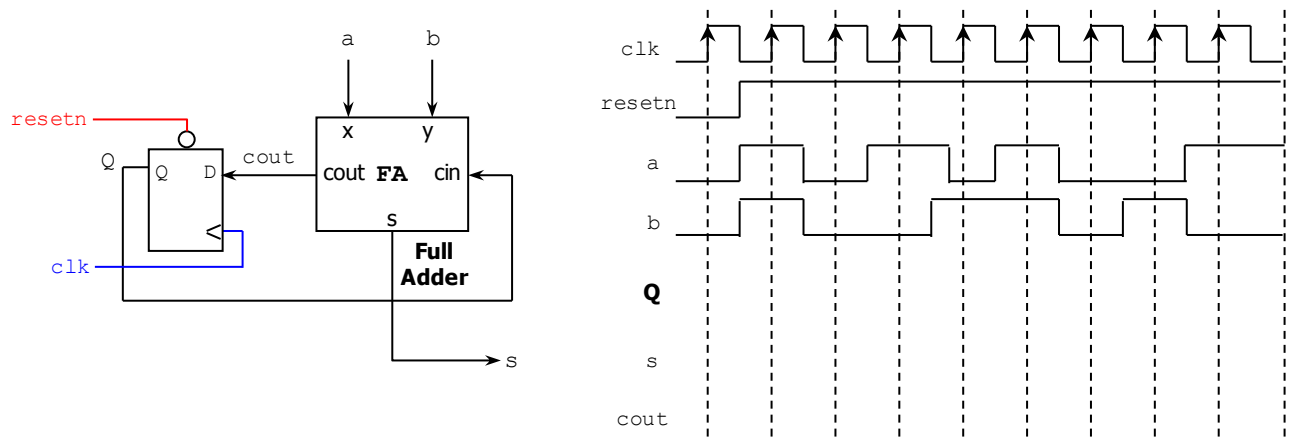 a
b
resetn
x
y
Q
Q
D
cout
cout
FA
cin
s
<
Full
Adder
clk
s
clk
resetn
a
b
Q
s
cout